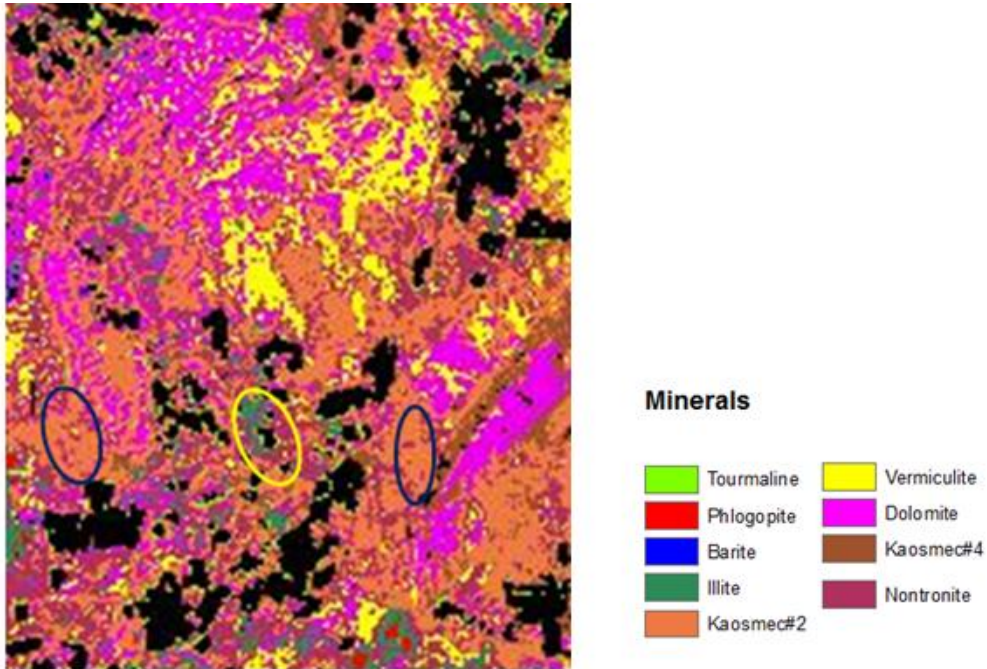 Minerals
Tourmaline
Phlogopite
Barite
Illite
Kaosmec#2
Vermiculite
Dolomite
Kaosmec#4
Nontronite